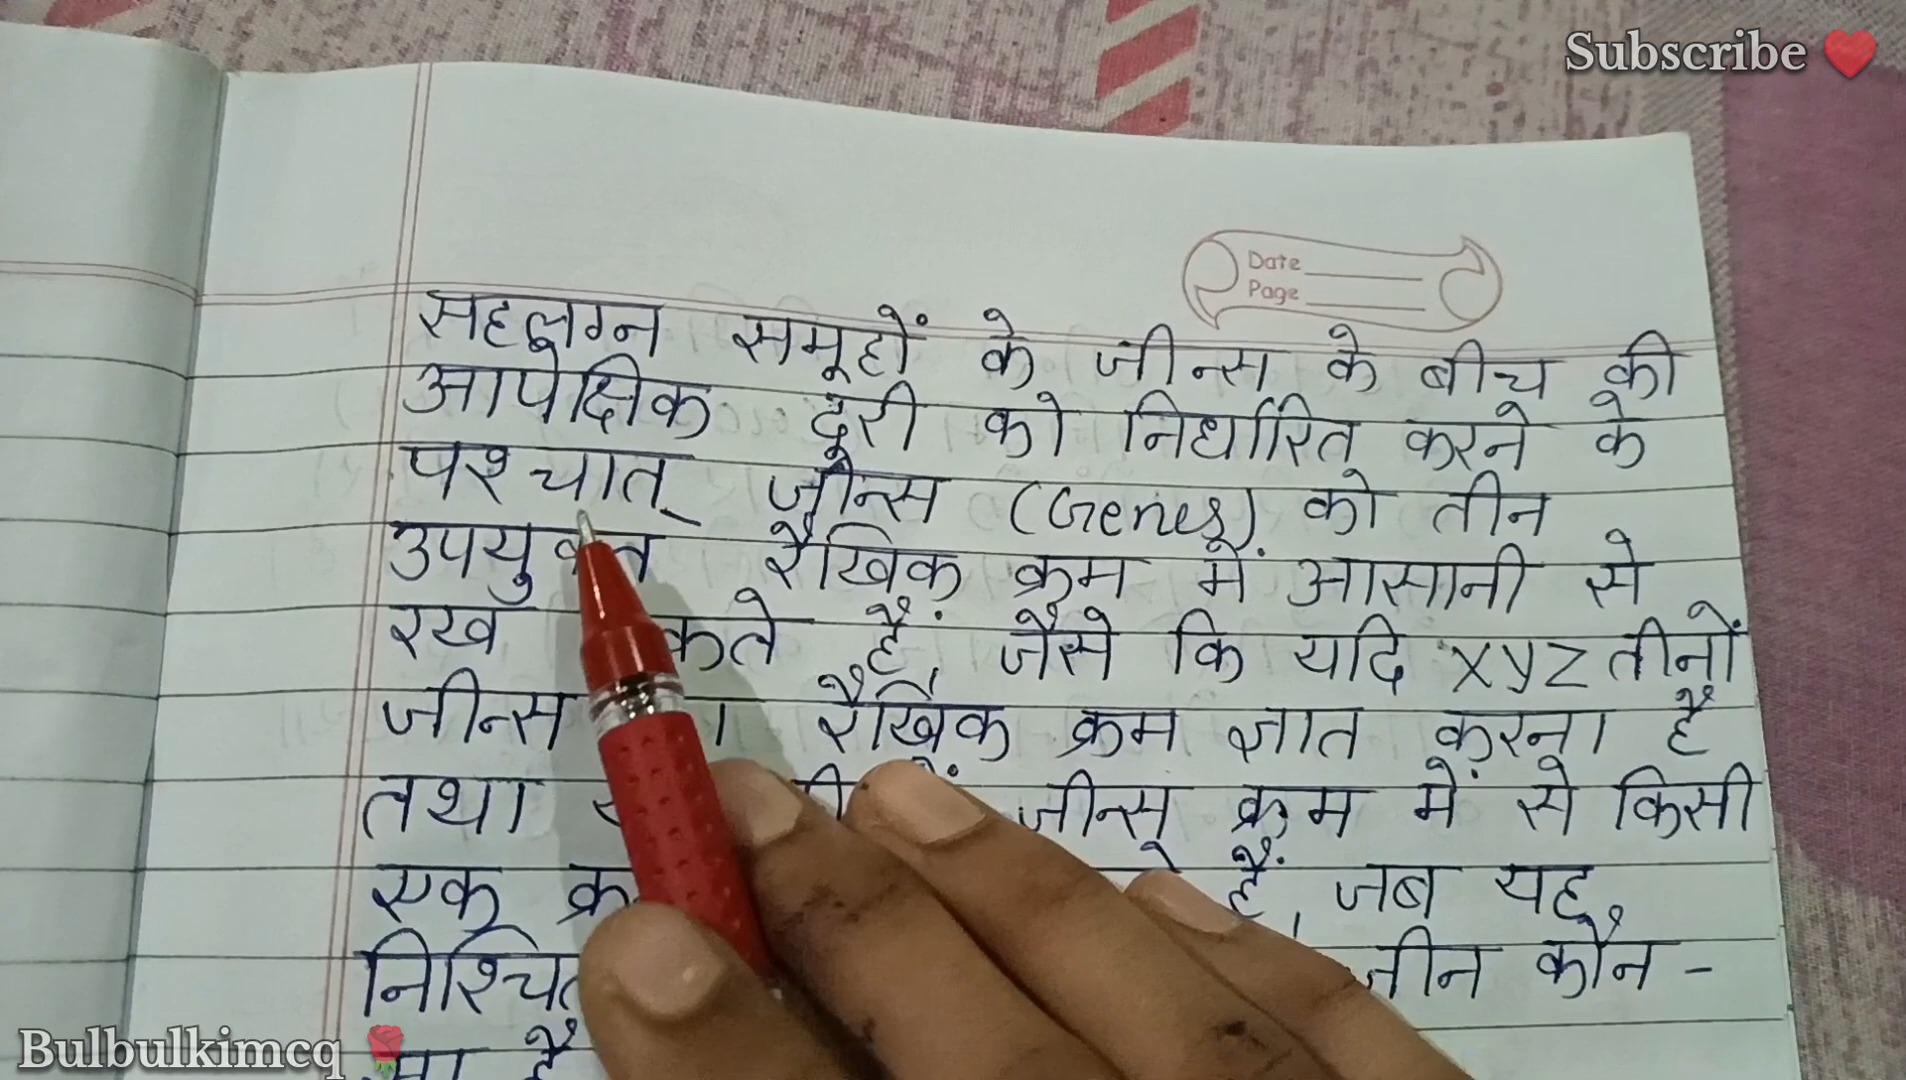 Subscribe
Date
Page
सहलग्न समूहों के जीन्स के बीच की
आपेक्षिक दूरी को निर्धारित करने के
पश्चात् जीन्स (Genes) को तीन
उपयुक्त रैखिक क्रम में आसानी से
रख कते हैं, जैसे कि यदि xyz तीनों
जीन्स रैखिक क्रम ज्ञात करना है
तथा जीन्स क्रम में से किसी
एक क्र हैं, जब यह
निश्चित जीन कौन -
सा है
Bulbulkimcq